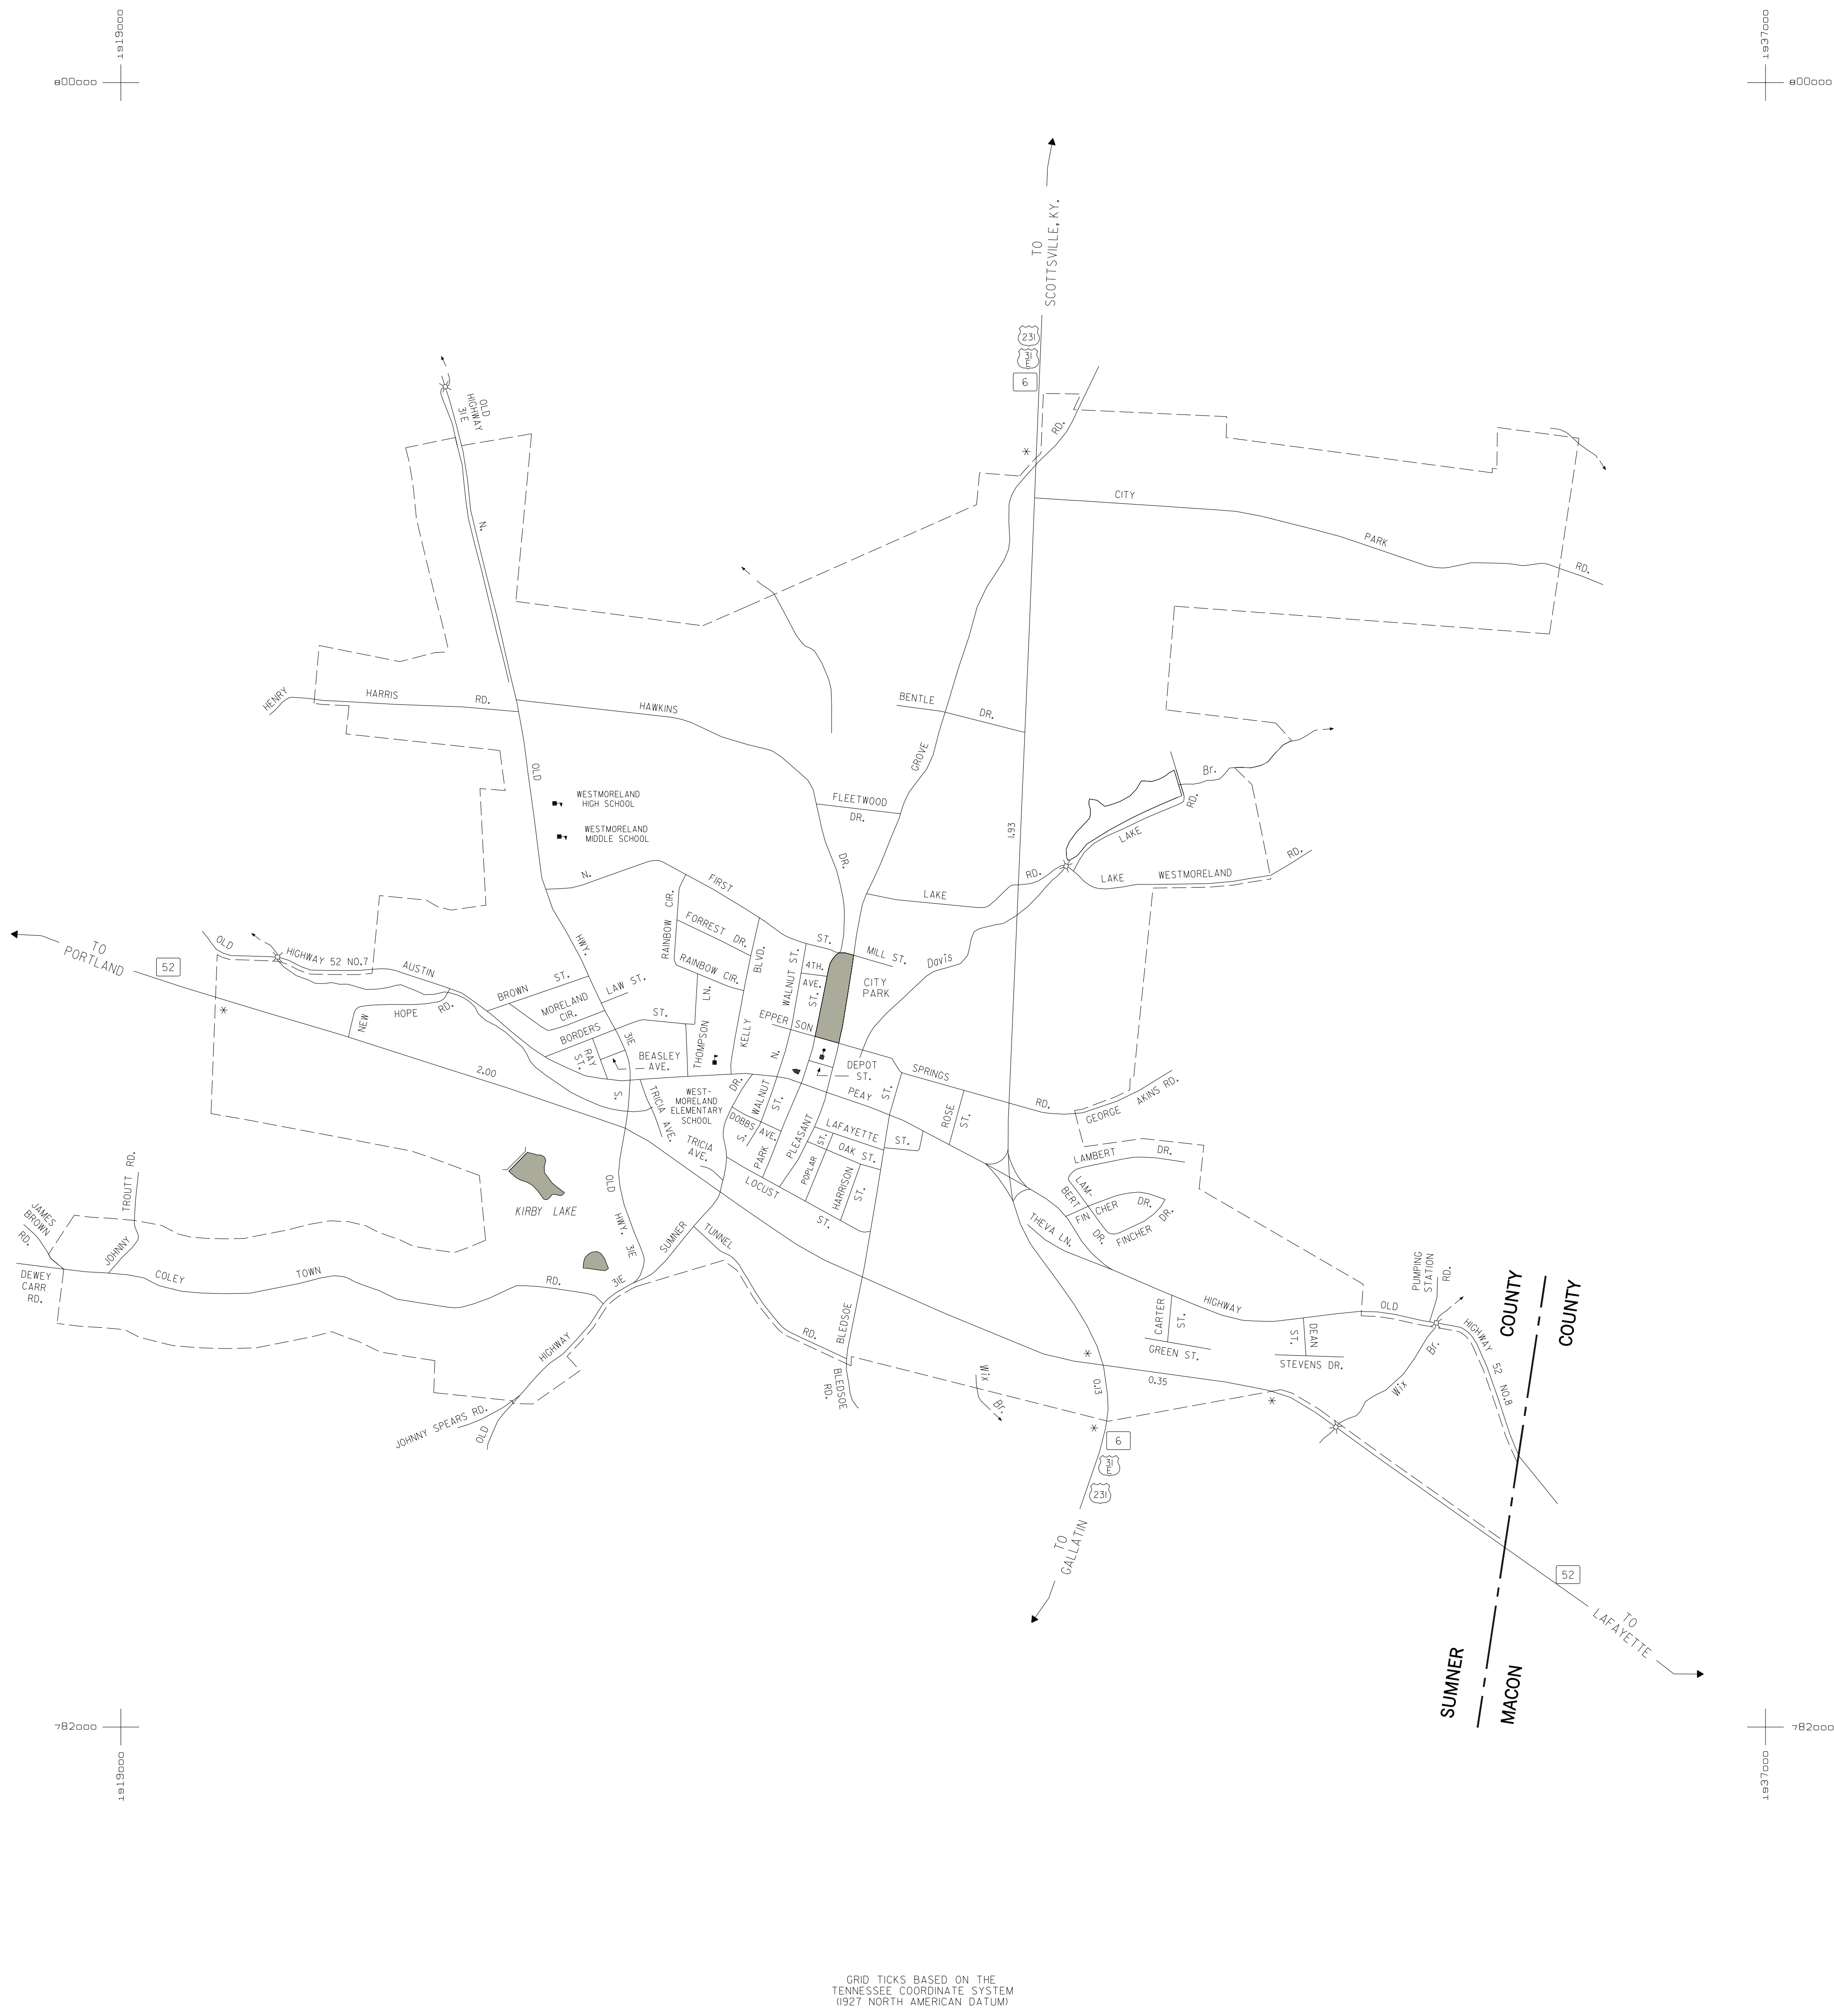 1919000
1937000
800000
800000
TO
SCOTTSVILLE, KY.
231
31
E
6
OLD
HIGHWAY
31E
RD.
*
N.
CITY
PARK
RD.
HENRY
HARRIS
RD.
HAWKINS
BENTLE
DR.
GROVE
OLD
WESTMORELAND
HIGH SCHOOL
WESTMORELAND
MIDDLE SCHOOL
FLEETWOOD
DR.
DR.
1.93
Br.
RD.
LAKE
N.
FIRST
ST.
LAKE
RD.
LAKE
WESTMORELAND
RD.
TO
PORTLAND
52
OLD
HIGHWAY 52 NO.7
AUSTIN
HWY.
RAINBOW CIR.
FORREST DR.
RAINBOW CIR.
BLVD.
KELLY
WALNUT ST.
N.
4TH.
AVE.
ST.
MILL ST.
CITY
PARK
Davis
*
NEW
HOPE
RD.
BROWN
ST.
MORELAND
CIR.
LAW ST.
BORDERS
ST.
RAY
ST.
31E
BEASLEY
AVE.
THOMPSON
LN.
EPPERSON
SPRINGS
RD.
DEPOT
ST.
PEAY
ST.
2.00
S.
TRICIA
AVE.
WEST-
MORELAND
ELEMENTARY
SCHOOL
DR.
WALNUT
ST.
S.
DOBBS
AVE.
PARK
PLEASANT
LAFAYETTE
ST.
ST.
OAK ST.
POPLAR
HARRISON
ST.
TRICIA
AVE.
LOCUST
ST.
ROSE
ST.
GEORGE
AKINS RD.
LAMBERT
DR.
LAM-
BERT
DR.
FINCHER
DR.
FINCHER
DR.
THEVA LN.
KIRBY LAKE
OLD
HWY.
31E
SUMNER
TUNNEL
RD.
JAMES
BROWN
RD.
TROUTT RD.
JOHNNY
DEWEY
CARR
RD.
COLEY
TOWN
RD.
31E
HIGHWAY
OLD
JOHNNY SPEARS RD.
BLEDSOE
BLEDSOE
RD.
Wix
Br.
*
0.13
0.35
*
*
CARTER
ST.
GREEN ST.
HIGHWAY
DEAN
ST.
STEVENS DR.
OLD
PUMPING
STATION
RD.
HIGHWAY
52
NO.8
Wix
Br.
COUNTY
COUNTY
6
31
E
231
TO
GALLATIN
52
TO
LAFAYETTE
SUMNER
MACON
782000
782000
1919000
1937000
GRID TICKS BASED ON THE
TENNESSEE COORDINATE SYSTEM
(1927 NORTH AMERICAN DATUM)